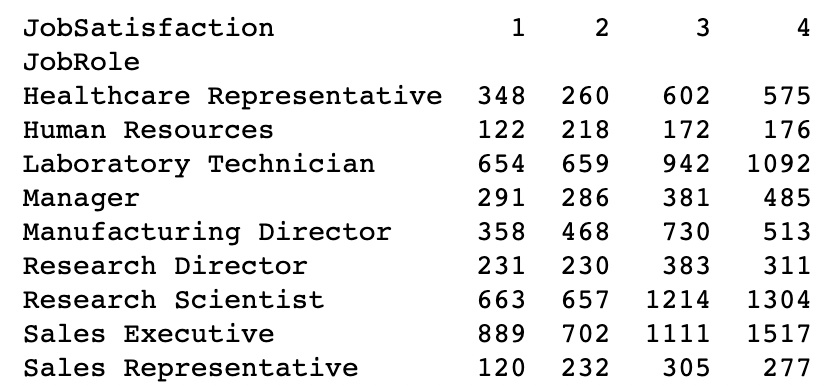 JobSatisfaction 1 2 3 4
JobRole
Healthcare Representative 348 260 602 575
Human Resources 122 218 172 176
Laboratory Technician 654 659 942 1092
Manager 291 286 381 485
Manufacturing Director 358 468 730 513
Research Director 231 230 383 311
Research Scientist 663 657 1214 1304
Sales Executive 889 702 1111 1517
Sales Representative 120 232 305 277